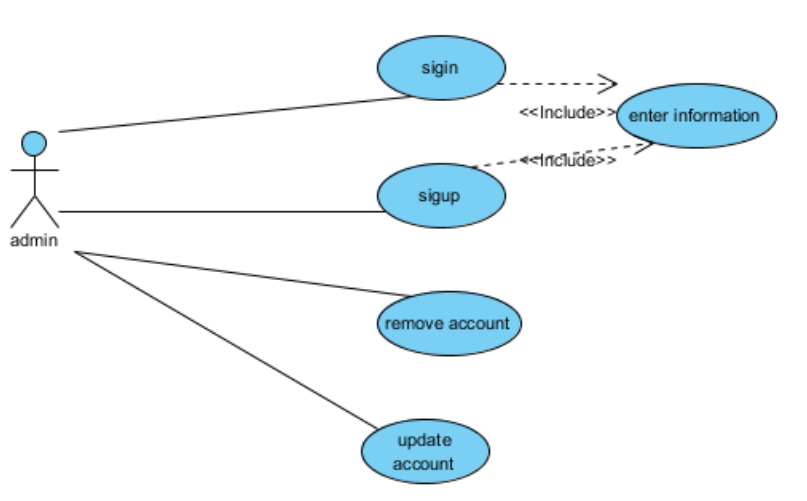 sigin
<<Include>>
enter information
<<Include>>
sigup
admin
remove account
update
account